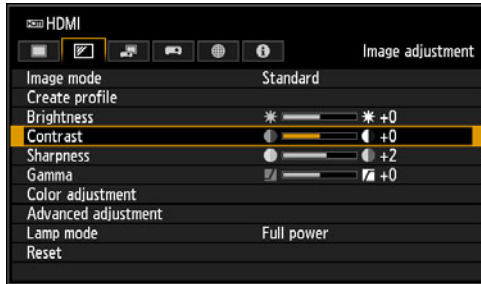 HDMI HDMI
Image adjustment
Image mode Standard
Create profile
Brightness +0
Contrast +0
Sharpness +2
Gamma +0
Color adjustment
Advanced adjustment
Lamp mode Full power
Reset